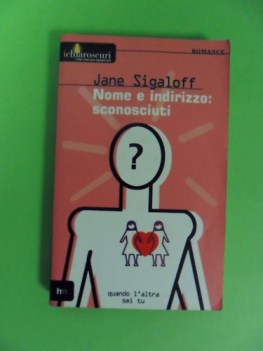 ichiaroscuri
ROMANCE
Jane Sigaloff
Nome e indirizzo:
sconosciuti
?
quando l'altra
sei tu